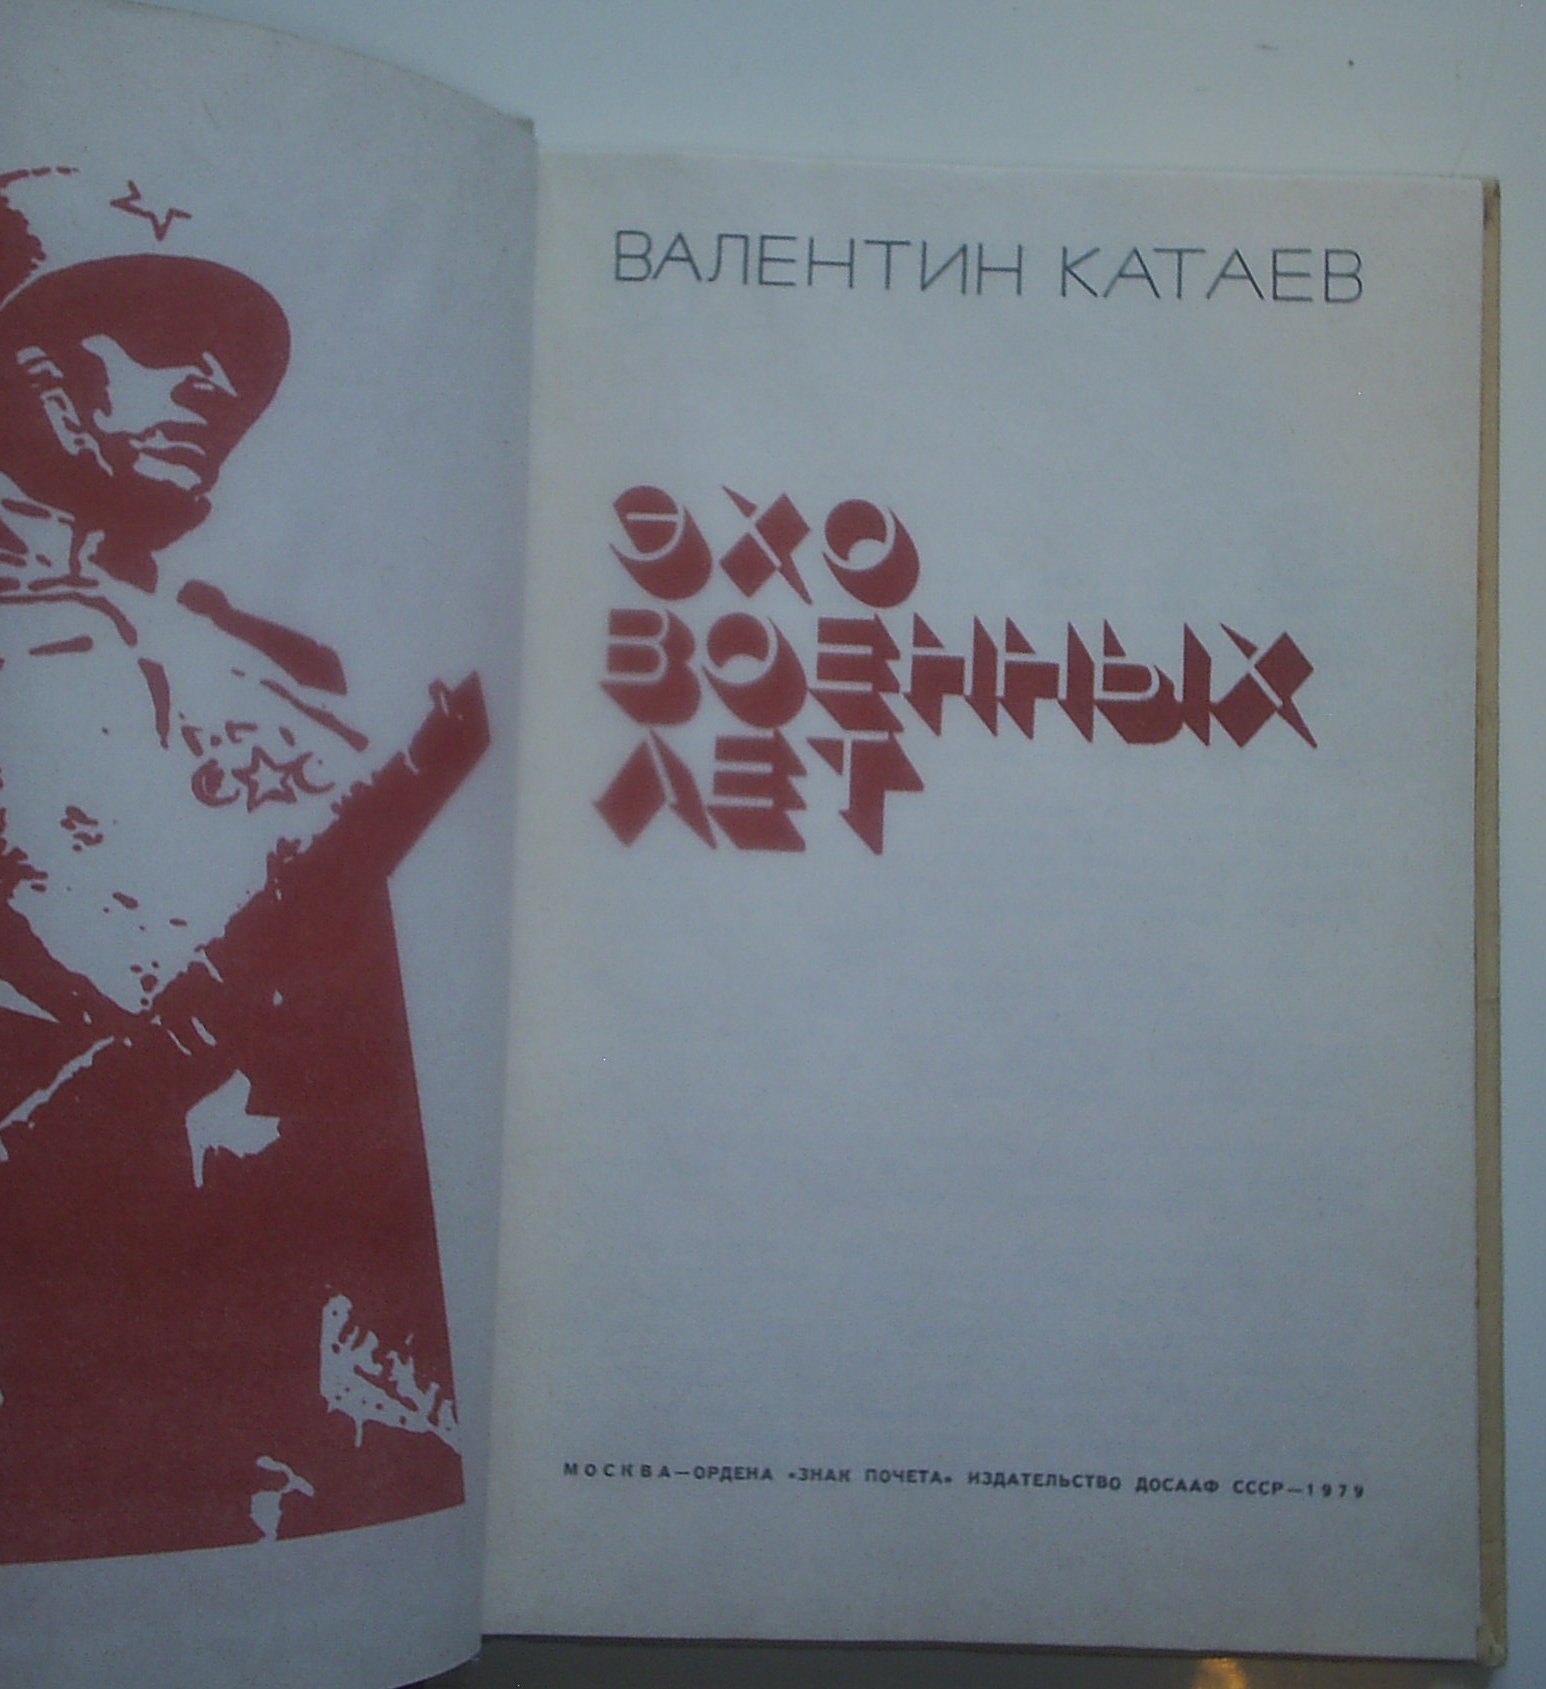 ВАЛЕНТИН КАТАЕВ
ЭХО
ВОЕННЫХ
ЛЕТ
МОСКВА—ОРДЕНА «ЗНАК ПОЧЕТА» ИЗДАТЕЛЬСТВО ДОСААФ СССР—1979